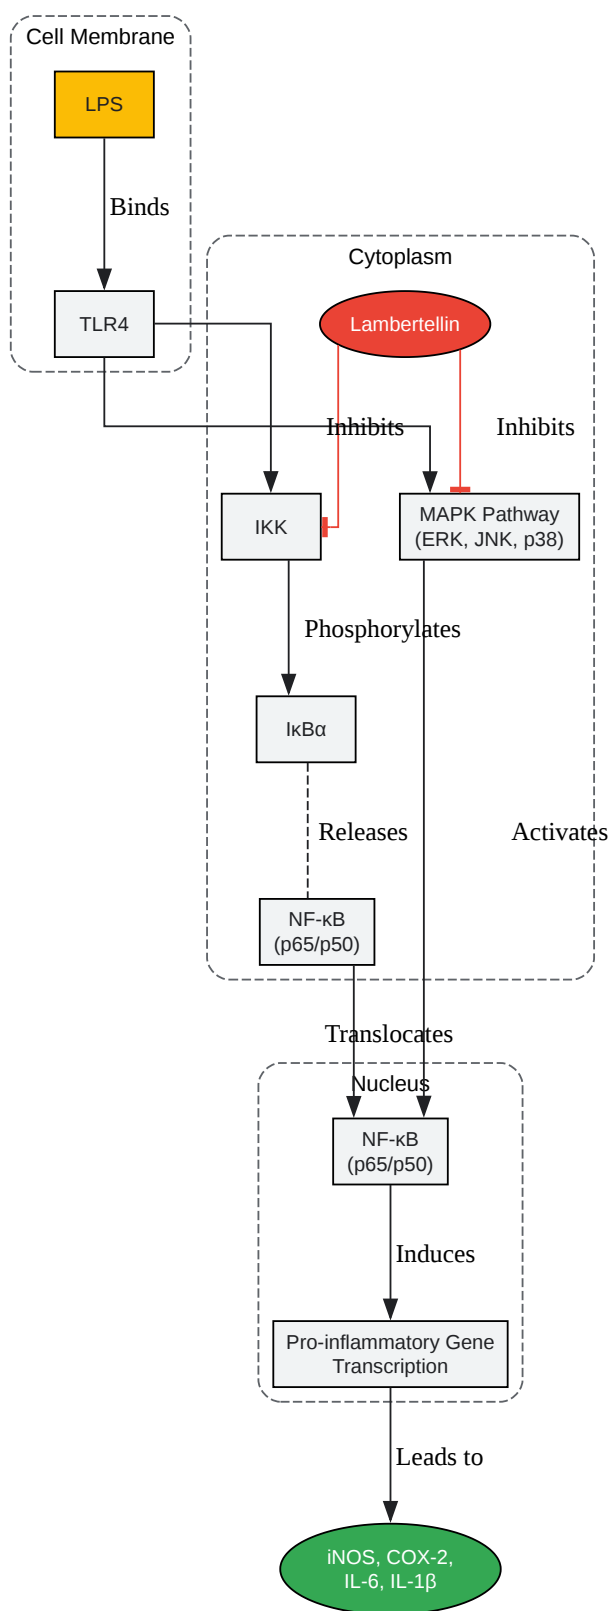 Cell Membrane
LPS
Binds
Cytoplasm
TLR4
Lambertellin
Inhibits
Inhibits
IKK
MAPK Pathway
(ERK, JNK, p38)
Phosphorylates
IκBα
Releases
Activates
NF-κB
(p65/p50)
Translocates
Nucleus
NF-κB
(p65/p50)
Induces
Pro-inflammatory Gene
Transcription
Leads to
iNOS, COX-2,
IL-6, IL-1β